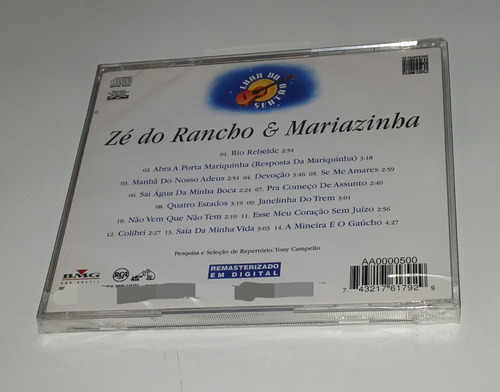 LUAR DO
SERTÃO
Zé do Rancho & Mariazinha
01. Rio Rebelde 2:54
02. Abra A Porta Mariquinha (Resposta Da Mariquinha) 3:18
03. Manhã Do Nosso Adeus 2:54 04. Devoção 3:46 05. Se Me Amares 2:59
06. Sai Água Da Minha Boca 2:24 07. Pra Começo De Assunto 2:40
08. Quatro Estados 3:19 09. Janelinha Do Trem 3:01
10. Não Vem Que Não Tem 2:10 11. Esse Meu Coração Sem Juízo 2:56
12. Colibri 2:27 13. Saia Da Minha Vida 3:03 14. A Mineira E O Gaúcho 4:27
Pesquisa e Seleção de Repertório: Tony Campello
BMG
REMASTERIZADO
EM DIGITAL
AA0000500
7 43217 61792 9